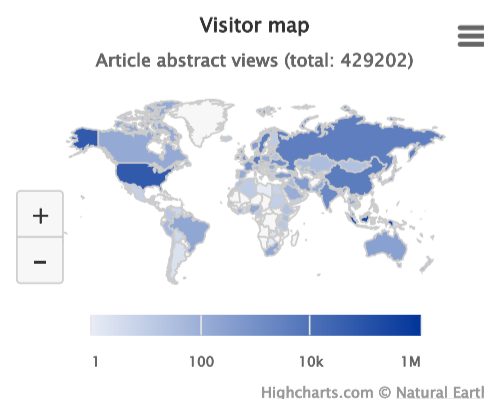 Visitor map
Article abstract views (total: 429202)
+
-
1 100 10k 1M
Highcharts.com © Natural Earth